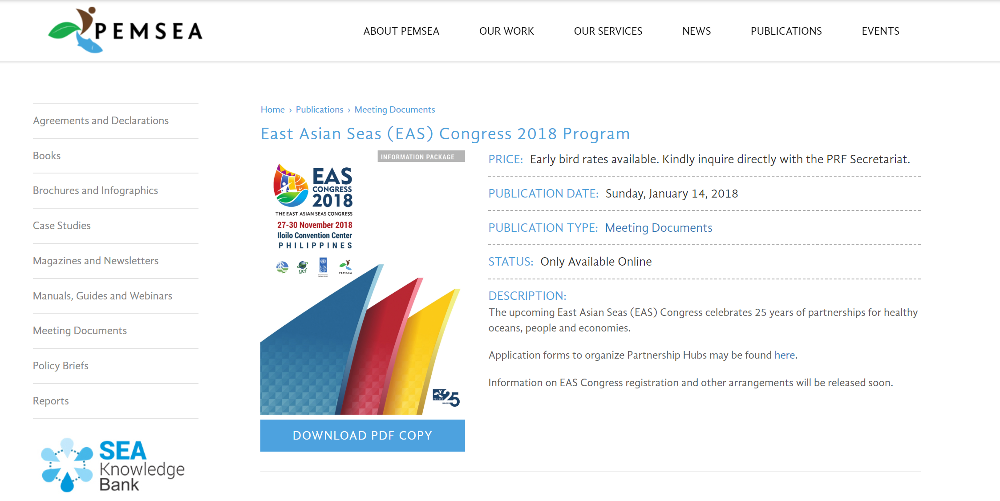 PEMSEA
ABOUT PEMSEA
OUR WORK
OUR SERVICES
NEWS
PUBLICATIONS
EVENTS
Agreements and Declarations
Books
Brochures and Infographics
Case Studies
Magazines and Newsletters
Manuals, Guides and Webinars
Meeting Documents
Policy Briefs
Reports
SEA
Knowledge
Bank
Home › Publications › Meeting Documents
East Asian Seas (EAS) Congress 2018 Program
INFORMATION PACKAGE
EAS
CONGRESS
2018
THE EAST ASIAN SEAS CONGRESS
27-30 November 2018
Iloilo Convention Center
PHILIPPINES
gef
UN
DP
PEMSEA
PEMSEA
25
DOWNLOAD PDF COPY
PRICE: Early bird rates available. Kindly inquire directly with the PRF Secretariat.
PUBLICATION DATE: Sunday, January 14, 2018
PUBLICATION TYPE: Meeting Documents
STATUS: Only Available Online
DESCRIPTION:
The upcoming East Asian Seas (EAS) Congress celebrates 25 years of partnerships for healthy
oceans, people and economies.
Application forms to organize Partnership Hubs may be found here.
Information on EAS Congress registration and other arrangements will be released soon.